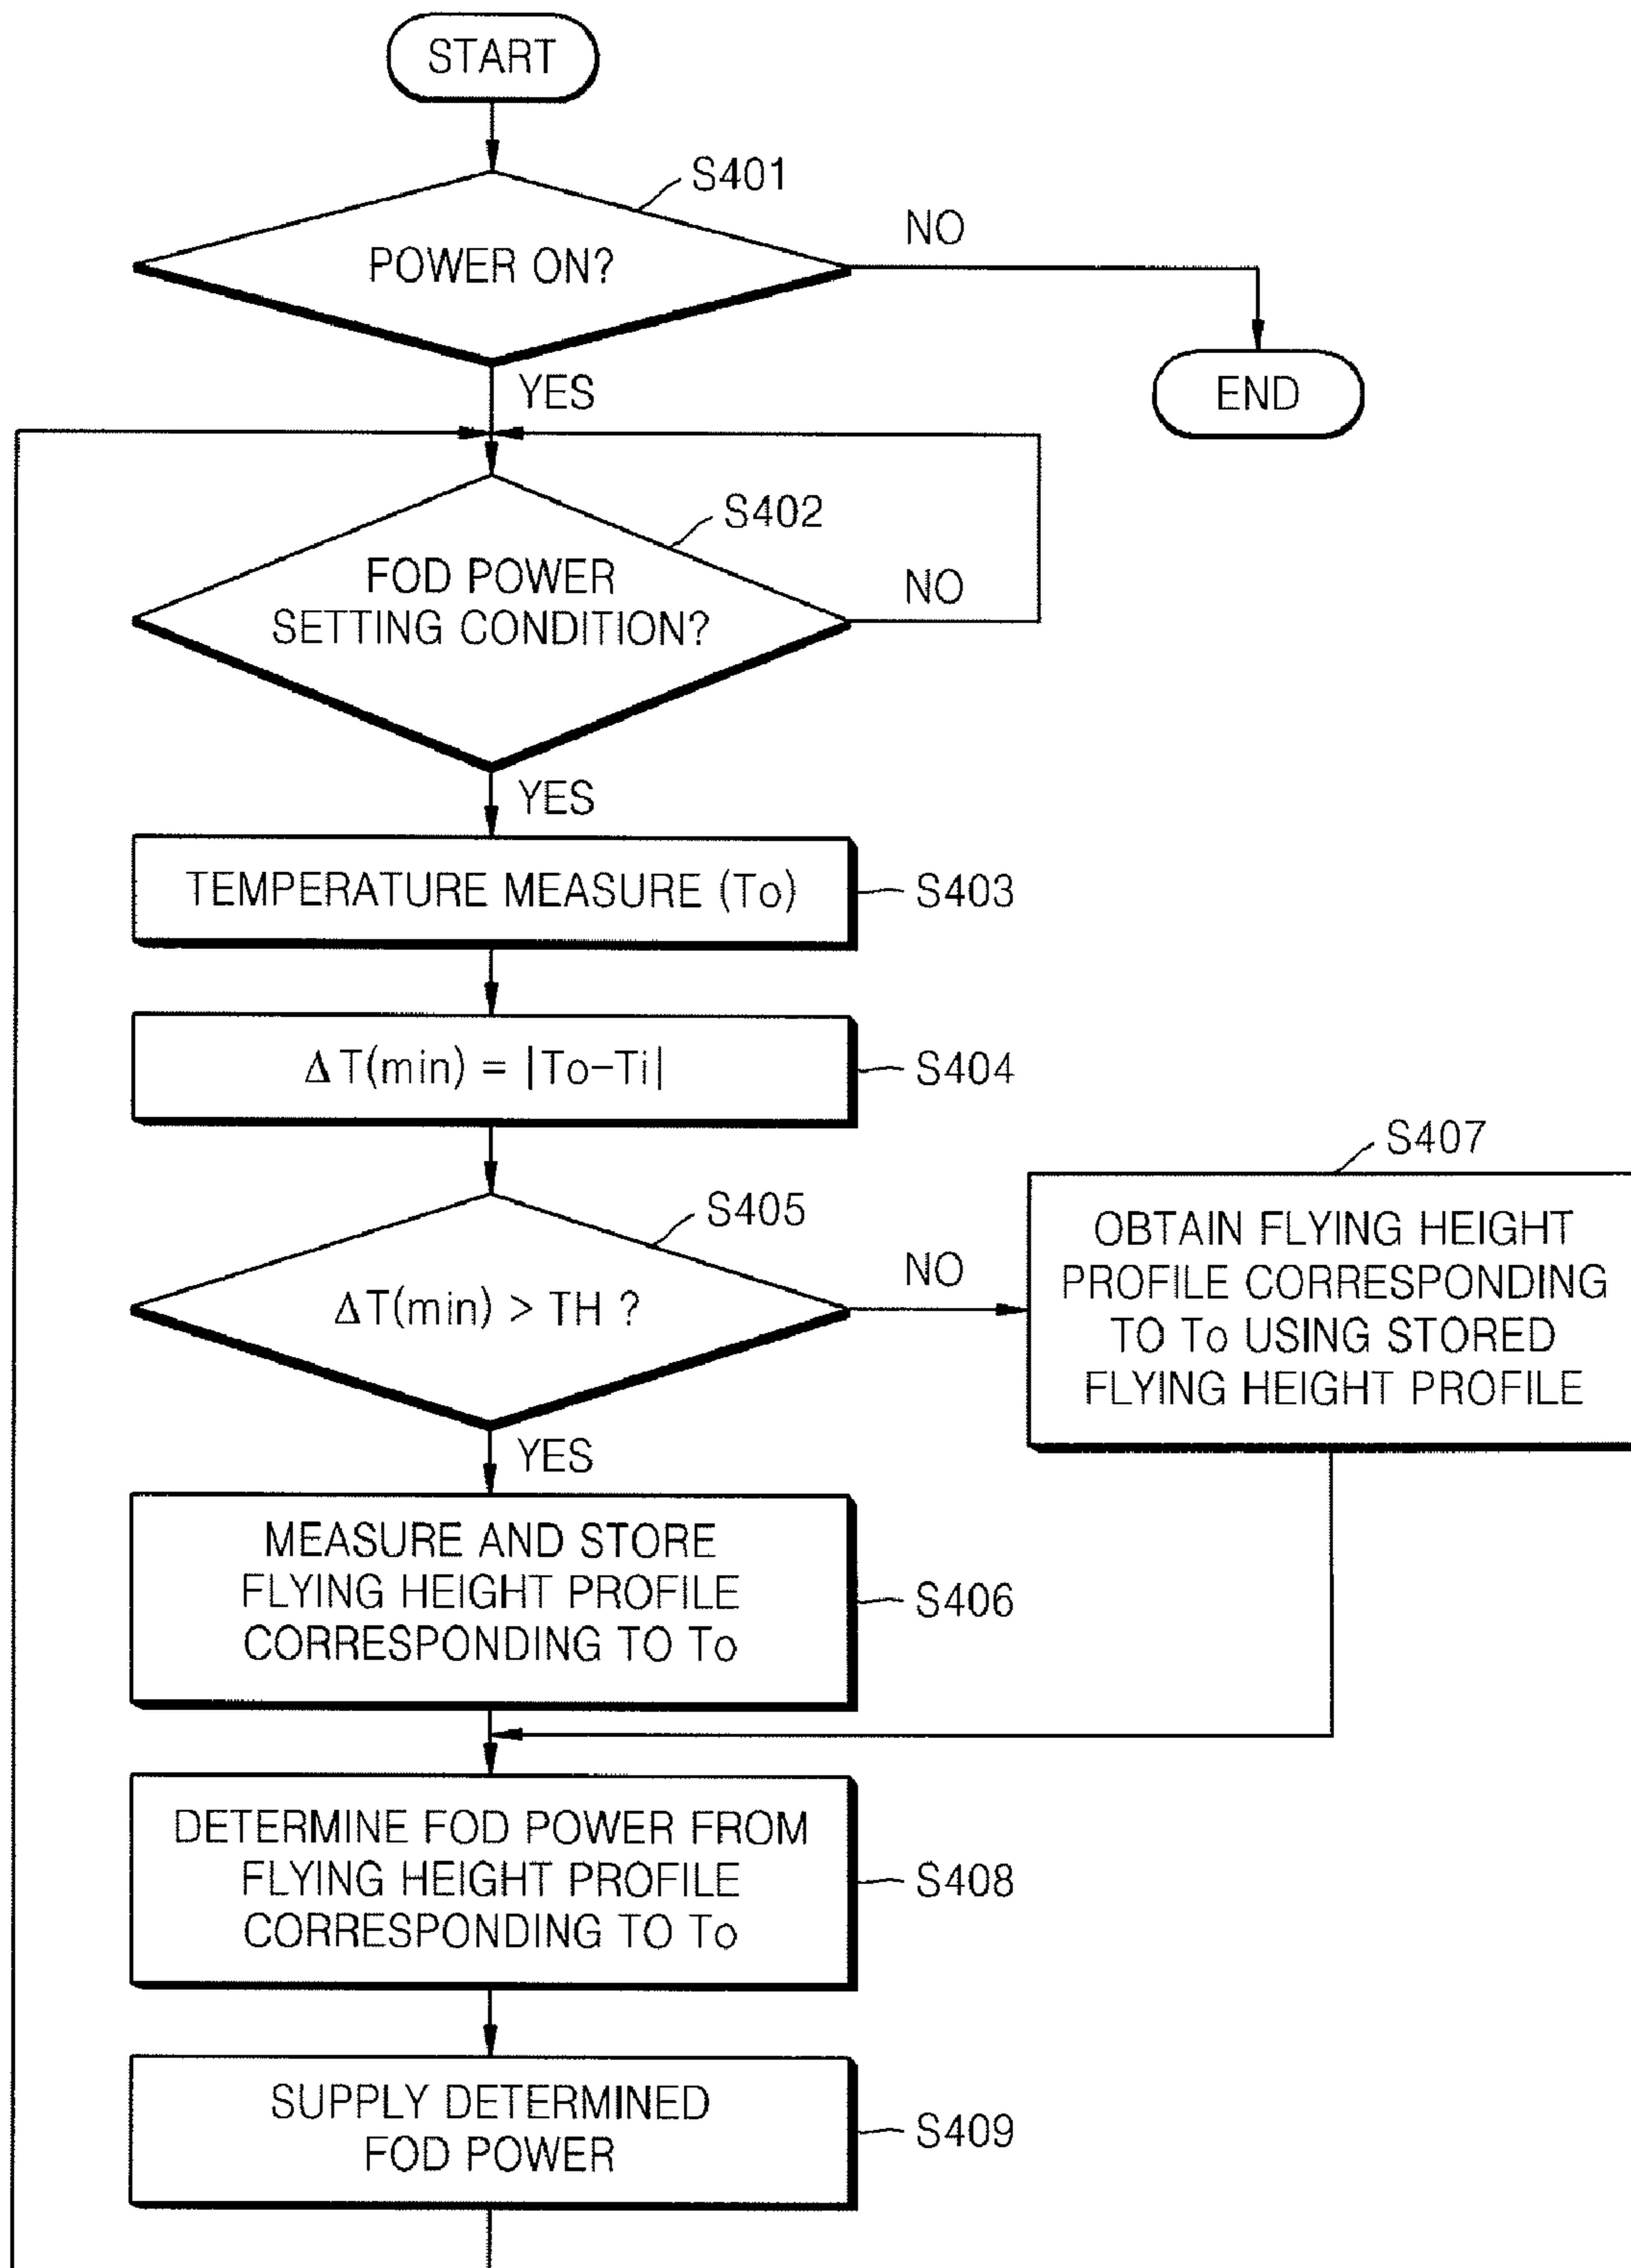 START
S401
POWER ON?
NO
END
YES
S402
FOD POWER
SETTING CONDITION?
NO
YES
TEMPERATURE MEASURE (To)
S403
ΔT(min) = |To-Ti|
S404
S405
ΔT(min) > TH ?
NO
S407
OBTAIN FLYING HEIGHT
PROFILE CORRESPONDING
TO To USING STORED
FLYING HEIGHT PROFILE
YES
MEASURE AND STORE
FLYING HEIGHT PROFILE
CORRESPONDING TO To
S406
DETERMINE FOD POWER FROM
FLYING HEIGHT PROFILE
CORRESPONDING TO To
S408
SUPPLY DETERMINED
FOD POWER
S409